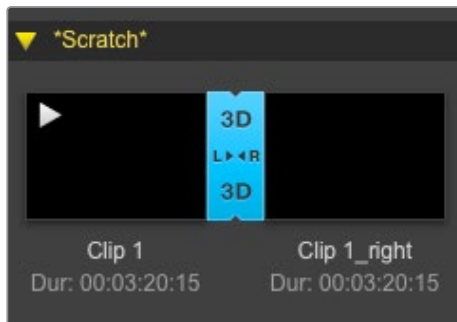 *Scratch*
3D
L R
3D
Clip 1 Clip 1_right
Dur: 00:03:20:15 Dur: 00:03:20:15